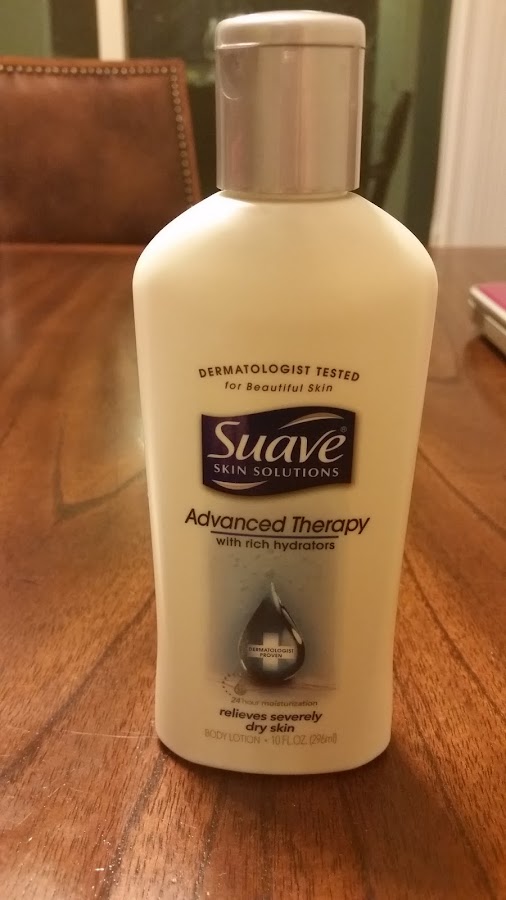 DERMATOLOGIST TESTED
for Beautiful Skin
Suave®
SKIN SOLUTIONS
Advanced Therapy
with rich hydrators
DERMATOLOGIST
PROVEN
24 hour moisturization
relieves severely
dry skin
BODY LOTION • 10 FL. OZ. (296ml)